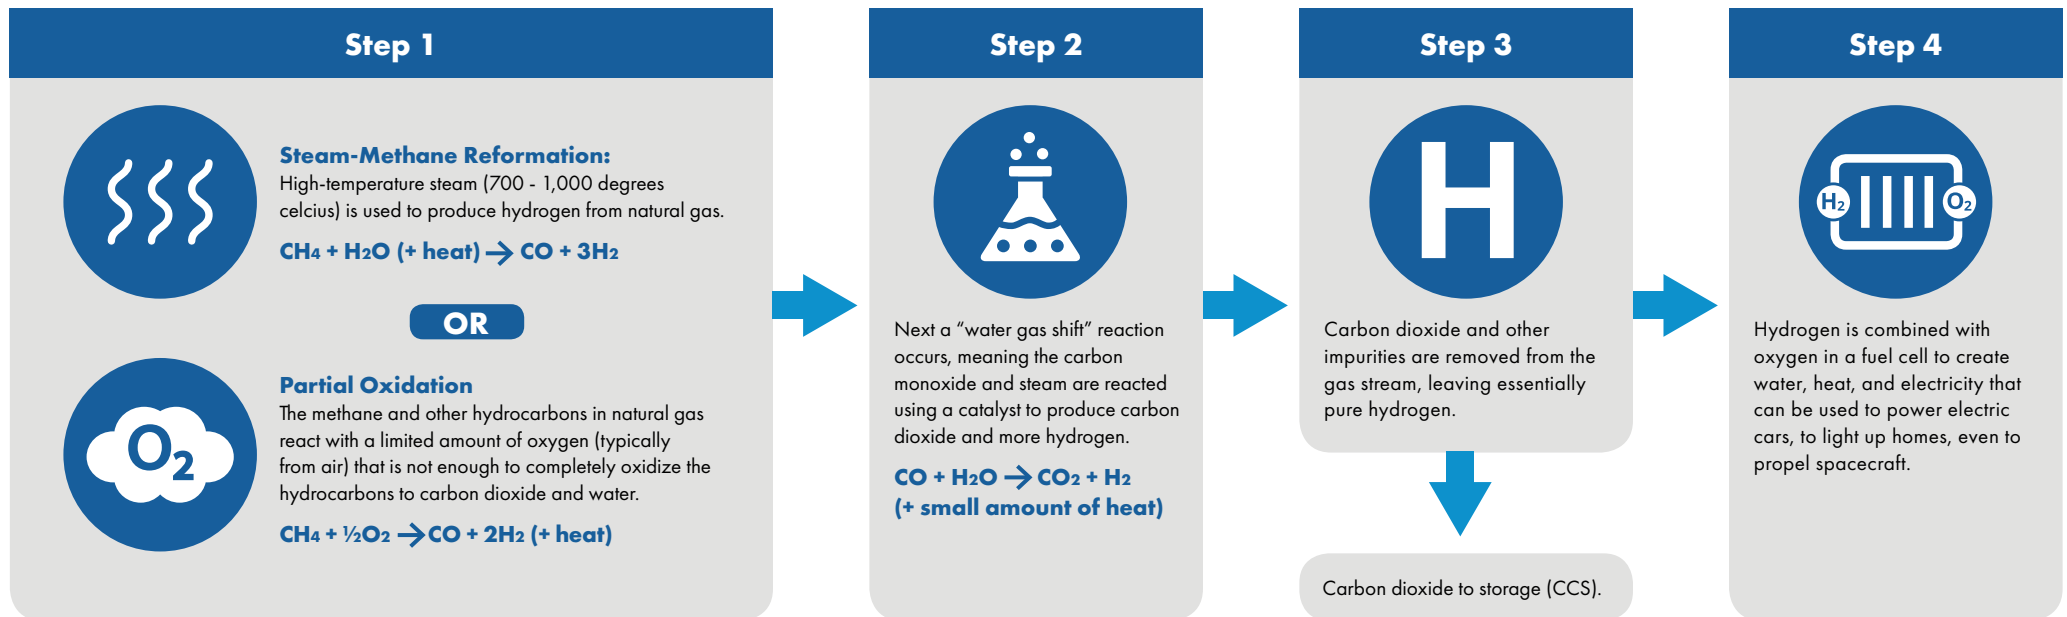 Step 1
Steam-Methane Reformation:
High-temperature steam (700 - 1,000 degrees
celcius) is used to produce hydrogen from natural gas.
CH4 + H2O (+ heat) → CO + 3H2
OR
O2
Partial Oxidation
The methane and other hydrocarbons in natural gas
react with a limited amount of oxygen (typically
from air) that is not enough to completely oxidize the
hydrocarbons to carbon dioxide and water.
CH4 + ½O2 → CO + 2H2 (+ heat)
Step 2
Next a “water gas shift” reaction
occurs, meaning the carbon
monoxide and steam are reacted
using a catalyst to produce carbon
dioxide and more hydrogen.
CO + H2O → CO2 + H2
(+ small amount of heat)
Step 3
H
Carbon dioxide and other
impurities are removed from the
gas stream, leaving essentially
pure hydrogen.
Carbon dioxide to storage (CCS).
Step 4
H2 O2
Hydrogen is combined with
oxygen in a fuel cell to create
water, heat, and electricity that
can be used to power electric
cars, to light up homes, even to
propel spacecraft.